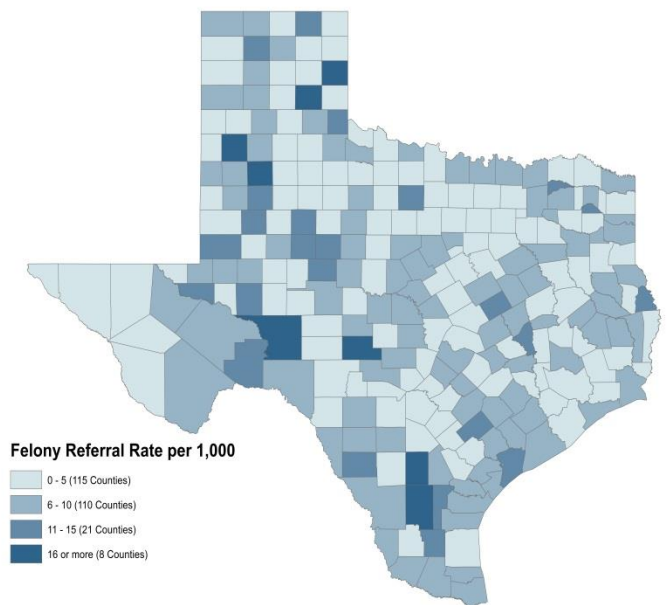 Felony Referral Rate per 1,000
0 - 5 (115 Counties)
6 - 10 (110 Counties)
11 - 15 (21 Counties)
16 or more (8 Counties)